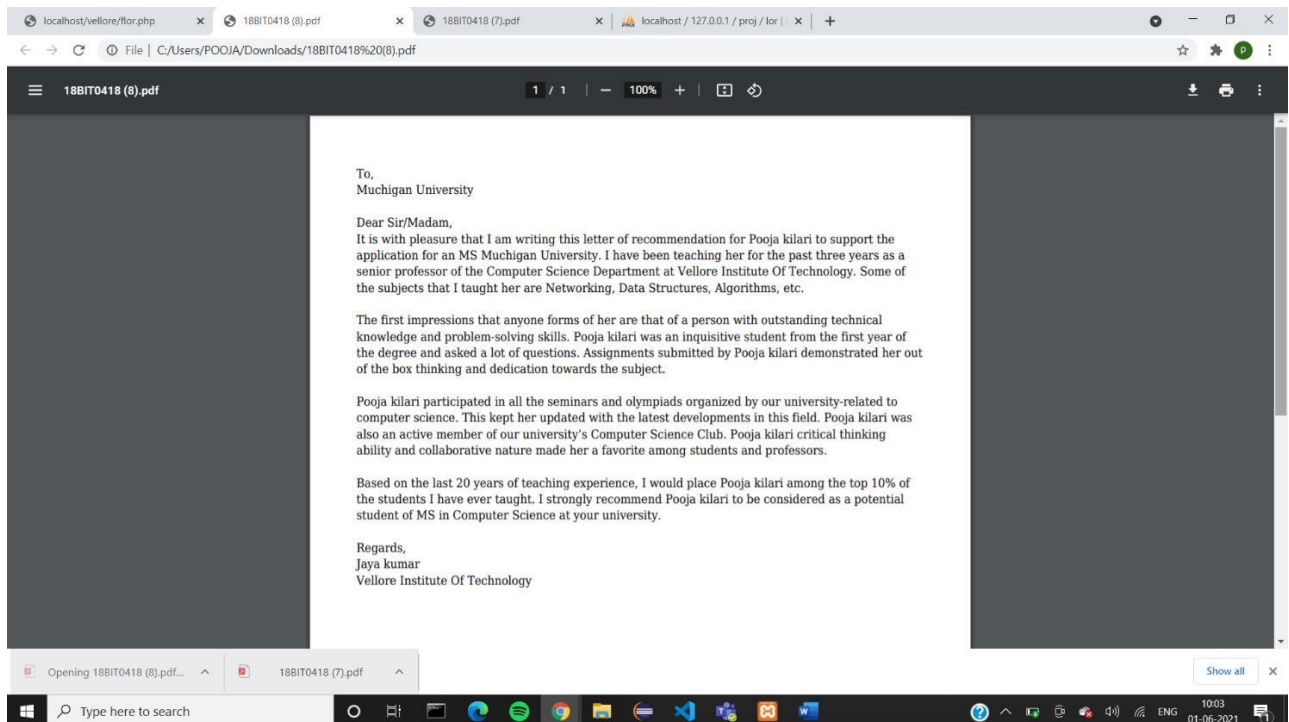 localhost/vellore/flor.php
18BIT0418 (8).pdf
18BIT0418 (7).pdf
localhost / 127.0.0.1 / proj / lor |
File | C:/Users/POOJA/Downloads/18BIT0418%20(8).pdf
P
18BIT0418 (8).pdf
1 / 1
100%
To,
Muchigan University
Dear Sir/Madam,
It is with pleasure that I am writing this letter of recommendation for Pooja kilari to support the
application for an MS Muchigan University. I have been teaching her for the past three years as a
senior professor of the Computer Science Department at Vellore Institute Of Technology. Some of
the subjects that I taught her are Networking, Data Structures, Algorithms, etc.
The first impressions that anyone forms of her are that of a person with outstanding technical
knowledge and problem-solving skills. Pooja kilari was an inquisitive student from the first year of
the degree and asked a lot of questions. Assignments submitted by Pooja kilari demonstrated her out
of the box thinking and dedication towards the subject.
Pooja kilari participated in all the seminars and olympiads organized by our university-related to
computer science. This kept her updated with the latest developments in this field. Pooja kilari was
also an active member of our university's Computer Science Club. Pooja kilari critical thinking
ability and collaborative nature made her a favorite among students and professors.
Based on the last 20 years of teaching experience, I would place Pooja kilari among the top 10% of
the students I have ever taught. I strongly recommend Pooja kilari to be considered as a potential
student of MS in Computer Science at your university.
Regards,
Jaya kumar
Vellore Institute Of Technology
Opening 18BIT0418 (8).pdf...
18BIT0418 (7).pdf
Show all
Type here to search
ENG
10:03
01-06-2021